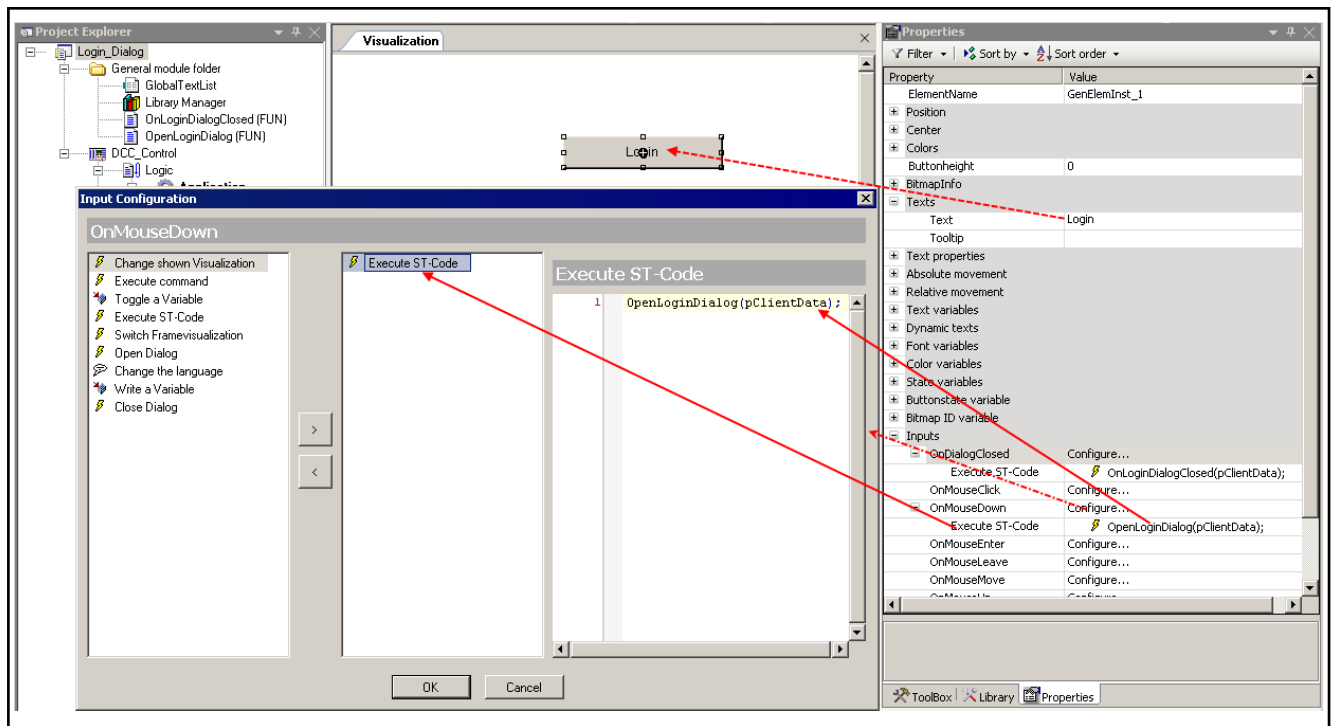 Project Explorer
Login_Dialog
General module folder
GlobalTextList
Library Manager
OnLoginDialogClosed (FUN)
OpenLoginDialog (FUN)
DCC_Control
Logic
Application
Visualization
Login
Input Configuration
OnMouseDown
Change shown Visualization
Execute command
Toggle a Variable
Execute ST-Code
Switch Framevisualization
Open Dialog
Change the language
Write a Variable
Close Dialog
>
<
Execute ST-Code
Execute ST-Code
1 OpenLoginDialog(pClientData);
OK Cancel
Properties
Filter Sort by Sort order
Property Value
ElementName GenElemInst_1
Position
Center
Colors
Buttonheight 0
BitmapInfo
Texts
Text Login
Tooltip
Text properties
Absolute movement
Relative movement
Text variables
Dynamic texts
Font variables
Color variables
State variables
Buttonstate variable
Bitmap ID variable
Inputs
OnDialogClosed Configure...
Execute ST-Code OnLoginDialogClosed(pClientData);
OnMouseClick Configure...
OnMouseDown Configure...
Execute ST-Code OpenLoginDialog(pClientData);
OnMouseEnter Configure...
OnMouseLeave Configure...
OnMouseMove Configure...
ToolBox Library Properties